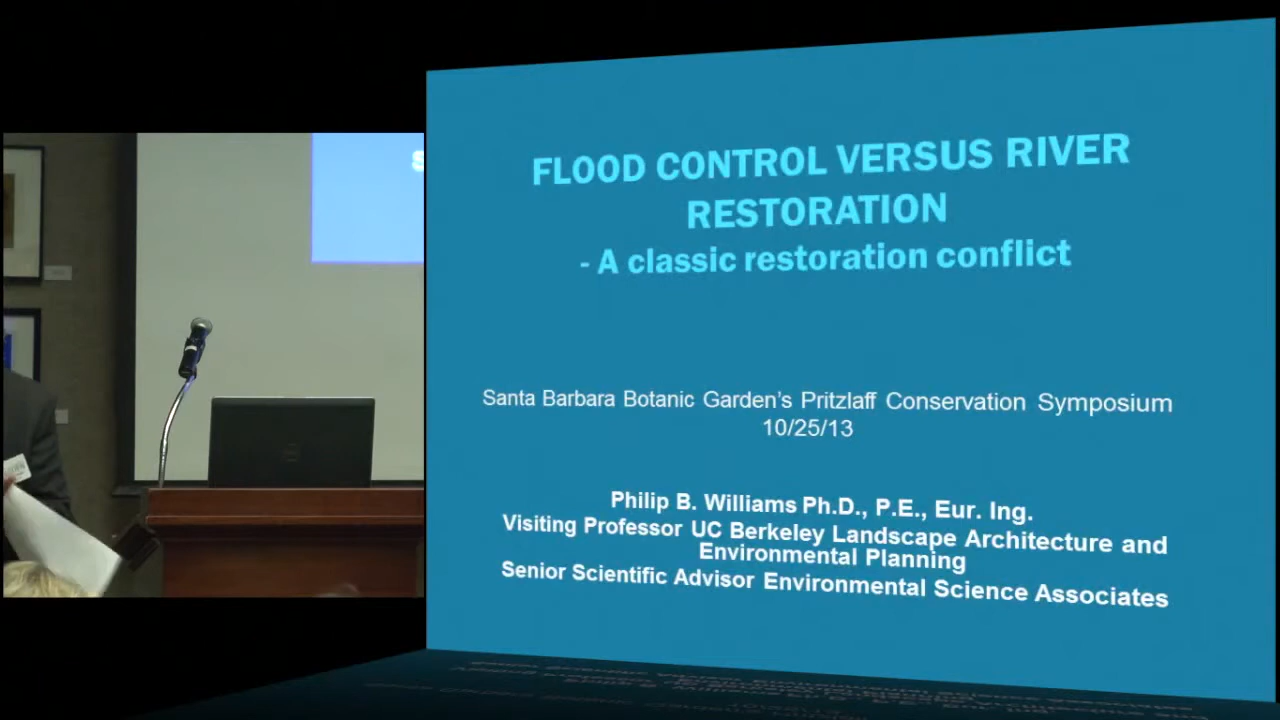 FLOOD CONTROL VERSUS RIVER
RESTORATION
- A classic restoration conflict
Santa Barbara Botanic Garden's Pritzlaff Conservation Symposium
10/25/13
Philip B. Williams Ph.D., P.E., Eur. Ing.
Visiting Professor UC Berkeley Landscape Architecture and
Environmental Planning
Senior Scientific Advisor Environmental Science Associates